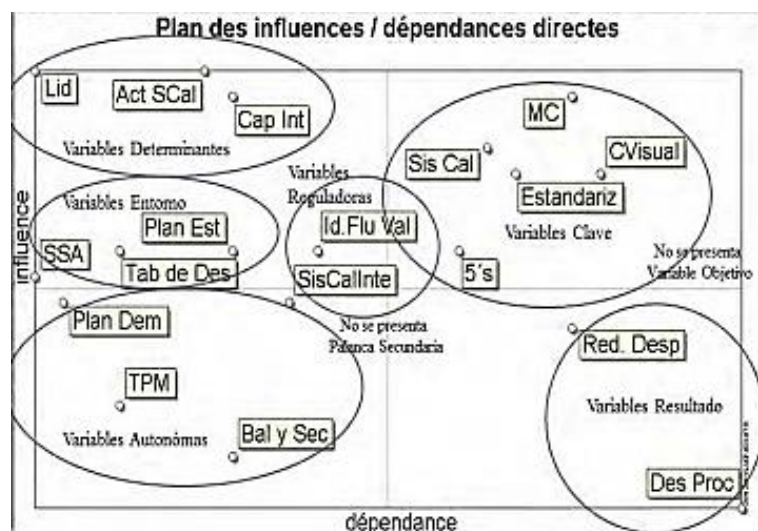 Plan des influences / dépendances directes
Lid
Act SCal
Cap Int
Variables Determinantes
MC
Sis Cal
CVisual
Estandariz
Variables Clave
Variables
Reguladoras
Variables Entorno
Plan Est
Id.Flu Val
SSA
Tab de Des
SisCalInte
5´s
No se presenta
Variable Objetivo
influence
Plan Dem
No se presenta
Palanca Secundaria
Red. Desp
TPM
Variables Resultado
Variables Autonómas
Bal y Sec
Des Proc
dépendance